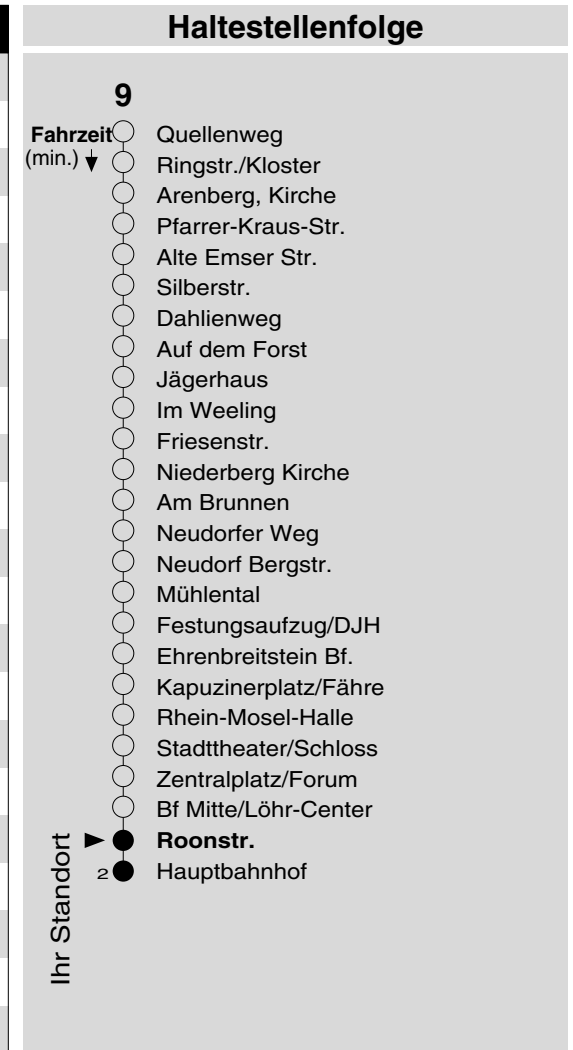 Haltestellenfolge
9
Fahrzeit
(min.)
Quellenweg
Ringstr./Kloster
Arenberg, Kirche
Pfarrer-Kraus-Str.
Alte Emser Str.
Silberstr.
Dahlienweg
Auf dem Forst
Jägerhaus
Im Weeling
Friesenstr.
Niederberg Kirche
Am Brunnen
Neudorfer Weg
Neudorf Bergstr.
Mühlental
Festungsaufzug/DJH
Ehrenbreitstein Bf.
Kapuzinerplatz/Fähre
Rhein-Mosel-Halle
Stadttheater/Schloss
Zentralplatz/Forum
Bf Mitte/Löhr-Center
Roonstr.
2 Hauptbahnhof
Ihr Standort